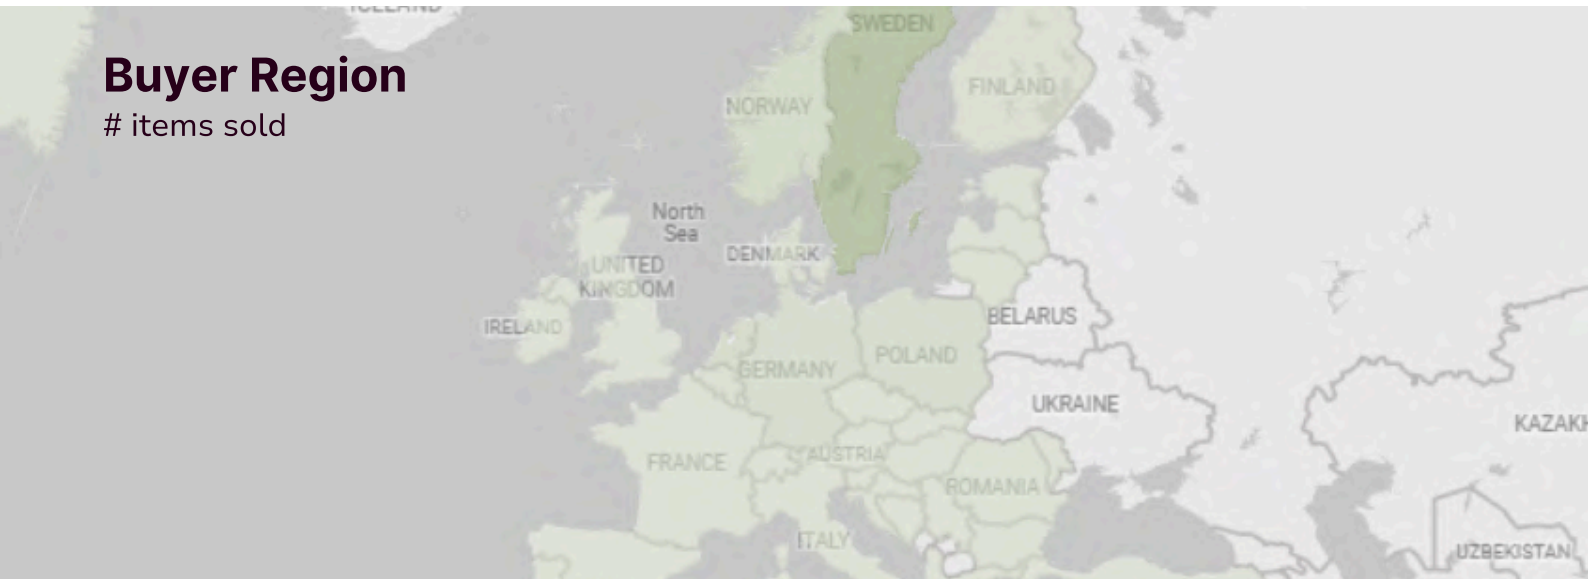 ICELAND
SWEDEN
Buyer Region
# items sold
FINLAND
NORWAY
North
Sea
DENMARK
UNITED
KINGDOM
IRELAND
BELARUS
GERMANY
POLAND
UKRAINE
KAZAKH
FRANCE
AUSTRIA
ROMANIA
ITALY
UZBEKISTAN